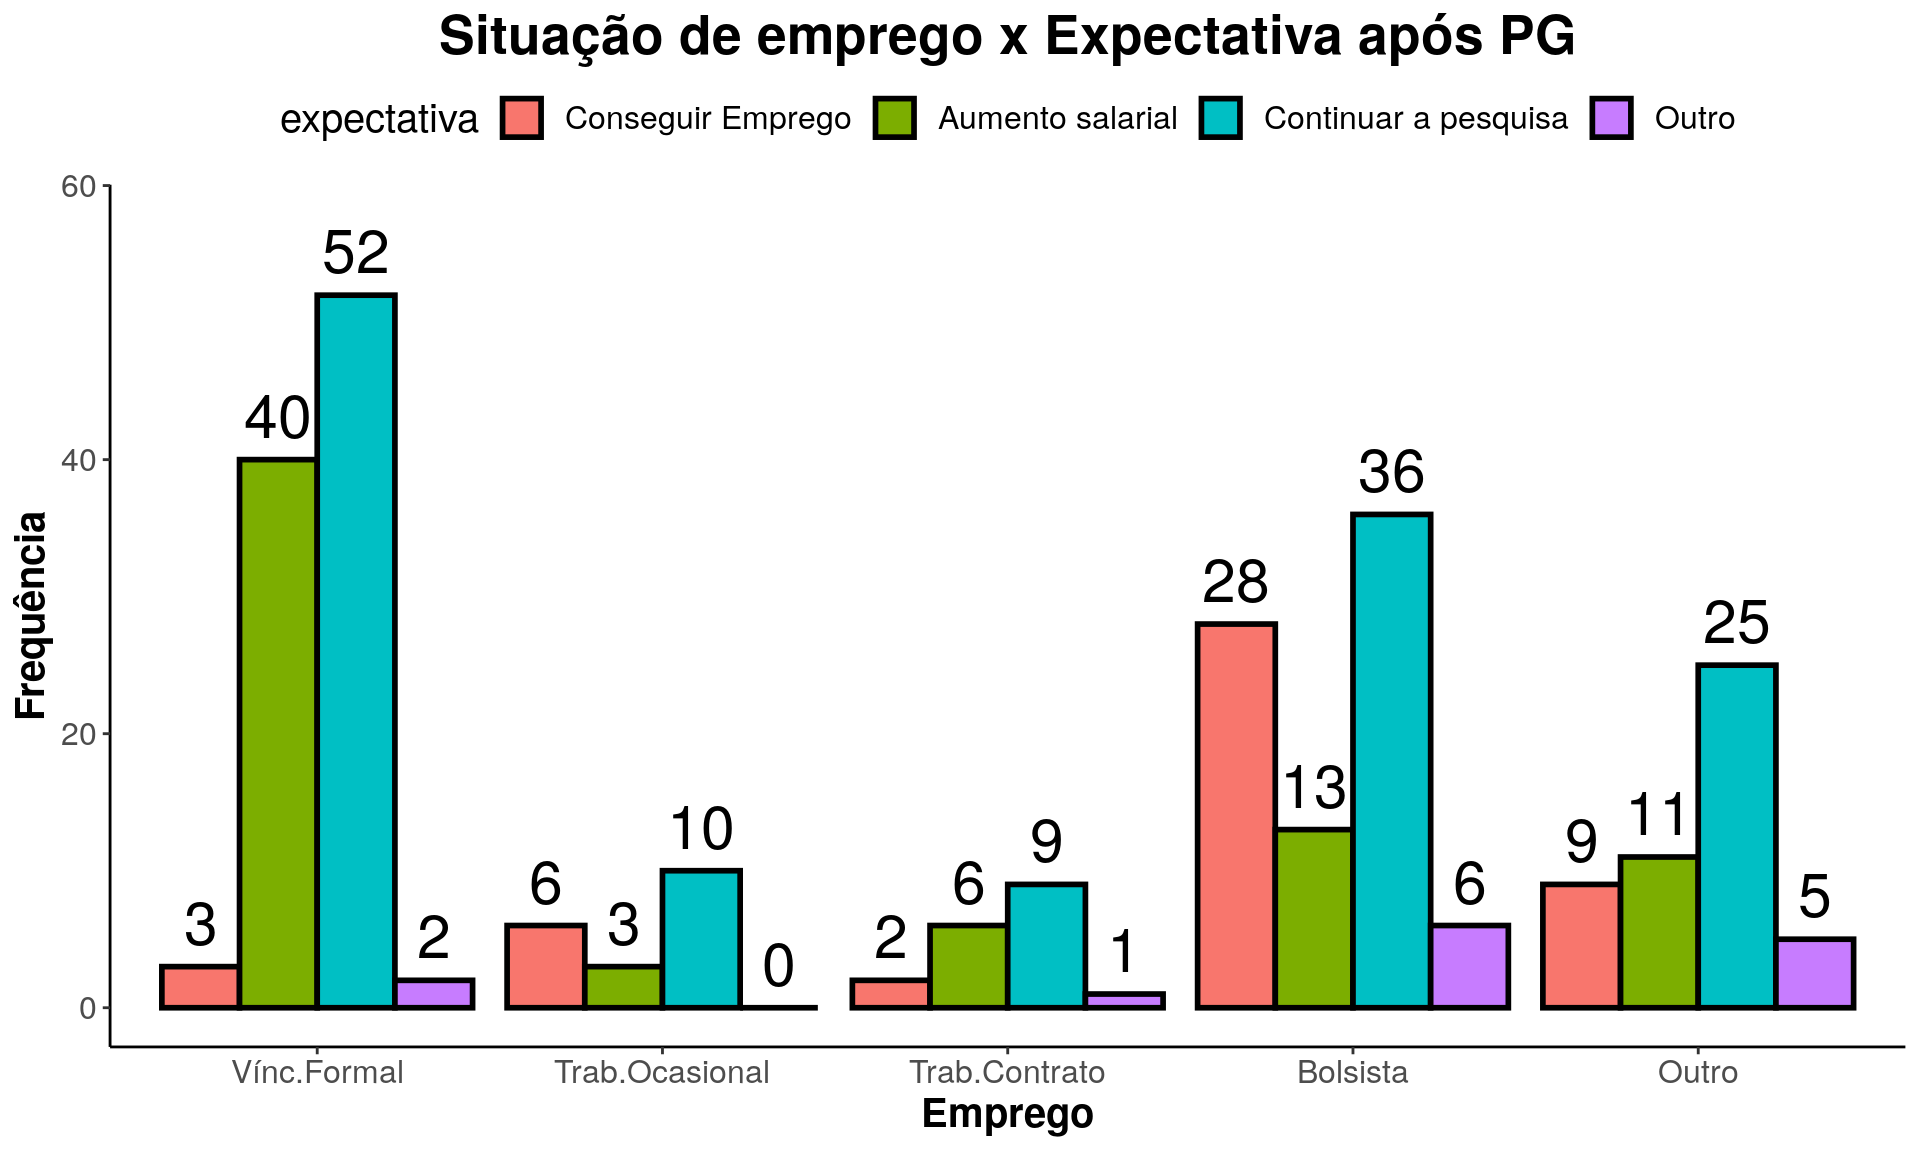 Situação de emprego x Expectativa após PG
expectativa Conseguir Emprego Aumento salarial Continuar a pesquisa Outro
Frequência
60
40
20
0
3 40 52 2
6 3 10 0
2 6 9 1
28 13 36 6
9 11 25 5
Vínc.Formal Trab.Ocasional Trab.Contrato Bolsista Outro
Emprego